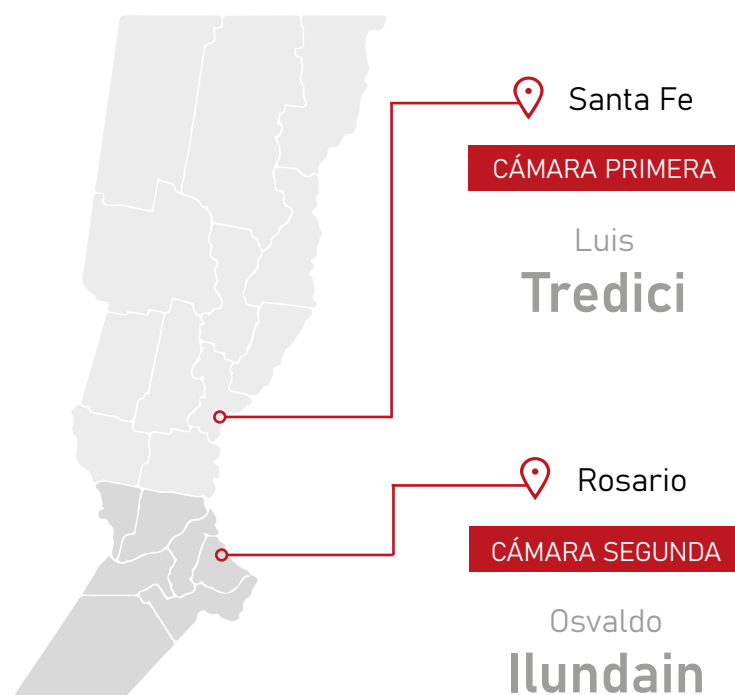 Santa Fe
CÁMARA PRIMERA
Luis
Tredici
Rosario
CÁMARA SEGUNDA
Osvaldo
Ilundain